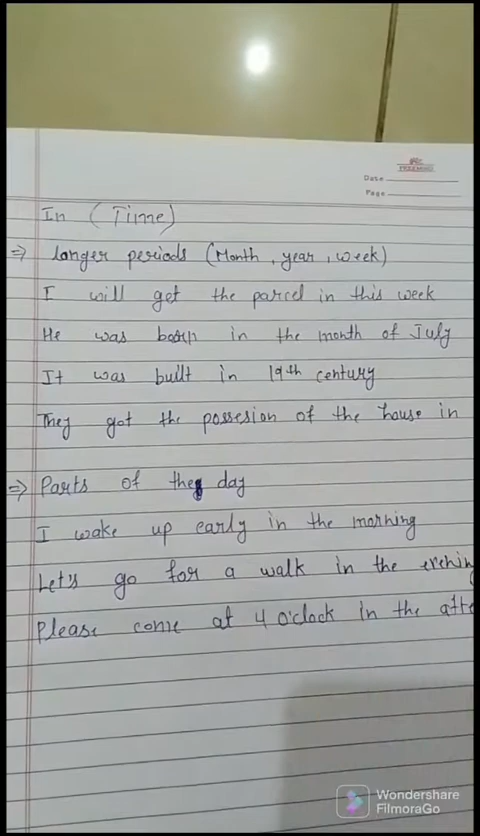 Date
Page
In (Time)
⇒ longer periods (Month, year, week)
I will get the parcel in this week
He was born in the month of July
It was built in 19th century
They got the possesion of the house in
⇒ Parts of the day
I wake up early in the morning
Let's go for a walk in the evening
Please come at 4 o'clock in the afte
Wondershare
FilmoraGo